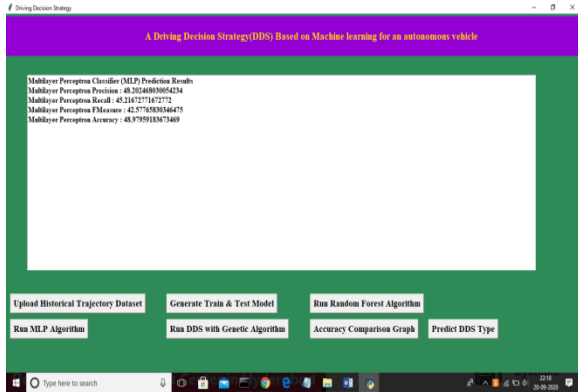 Driving Decision Strategy
A Driving Decision Strategy(DDS) Based on Machine learning for an autonomous vehicle
Multilayer Perceptron Classifier (MLP) Prediction Results
Multilayer Perceptron Precision : 48.202468030054234
Multilayer Perceptron Recall : 45.21672771672772
Multilayer Perceptron FMeasure : 42.57765830346475
Multilayer Perceptron Accuracy : 48.97959183673469
Upload Historical Trajectory Dataset
Generate Train & Test Model
Run Random Forest Algorithm
Run MLP Algorithm
Run DDS with Genetic Algorithm
Accuracy Comparison Graph
Predict DDS Type
Type here to search
22:18
20-09-2020